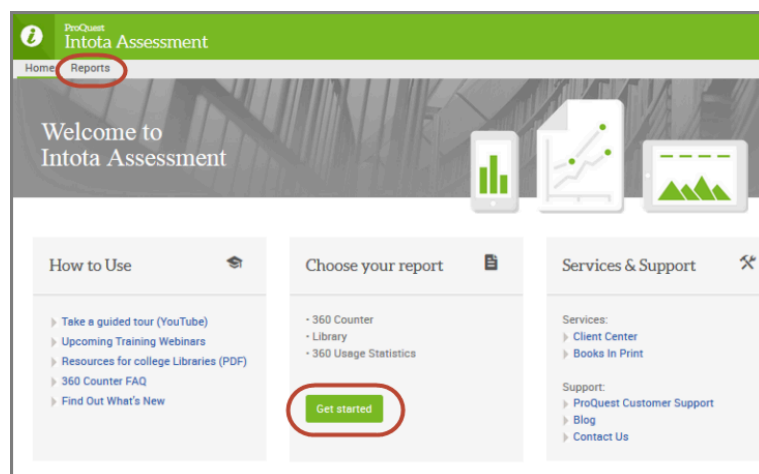 ProQuest
Intota Assessment
Home Reports
Welcome to
Intota Assessment
How to Use
Take a guided tour (YouTube)
Upcoming Training Webinars
Resources for college Libraries (PDF)
360 Counter FAQ
Find Out What's New
Choose your report
· 360 Counter
· Library
· 360 Usage Statistics
Get started
Services & Support
Services:
Client Center
Books In Print
Support:
ProQuest Customer Support
Blog
Contact Us